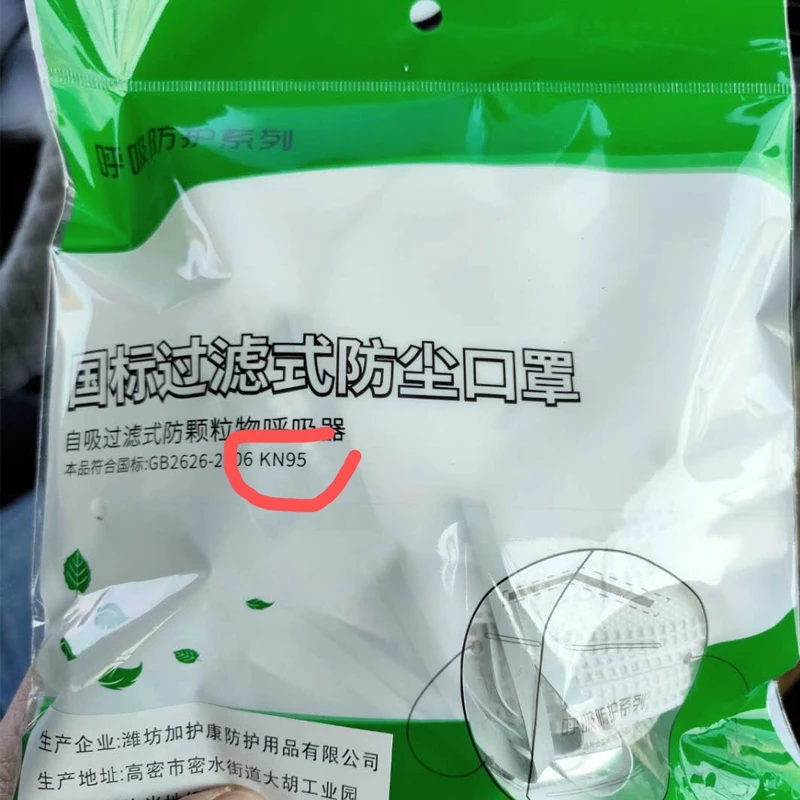 呼吸防护系列
国标过滤式防尘口罩
自吸过滤式防颗粒物呼吸器
本品符合国标:GB2626-2006 KN95
呼吸防护系列
生产企业:潍坊加护康防护用品有限公司
生产地址:高密市密水街道大胡工业园